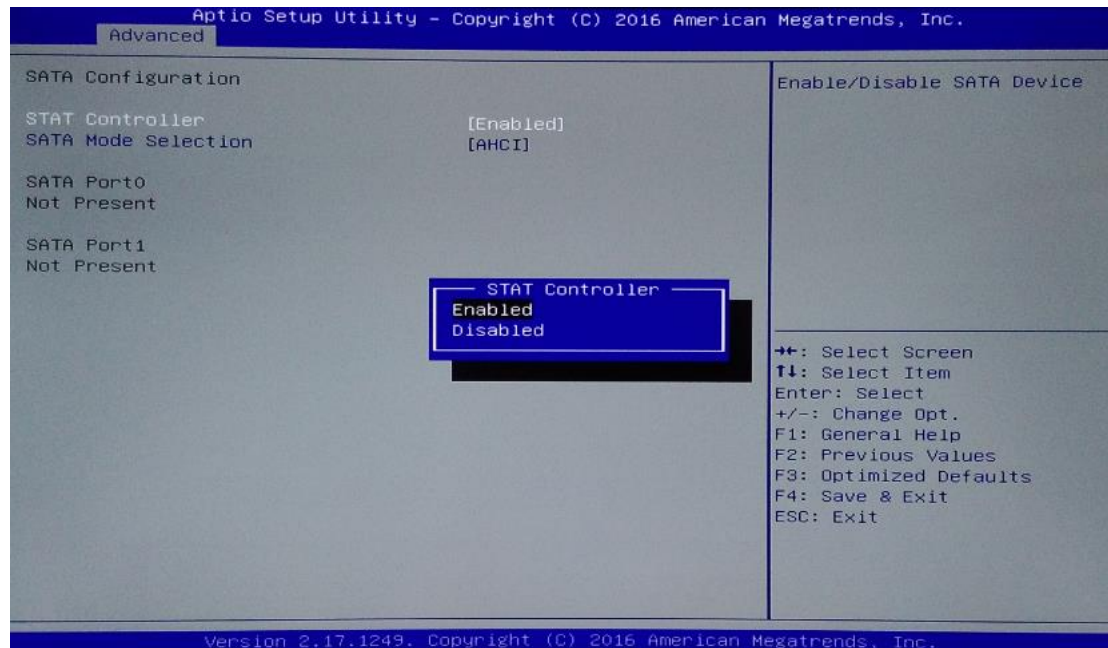 Aptio Setup Utility – Copyright (C) 2016 American Megatrends, Inc.
Advanced
SATA Configuration
STAT Controller [Enabled]
SATA Mode Selection [AHCI]
SATA Port0
Not Present
SATA Port1
Not Present
STAT Controller
Enabled
Disabled
Enable/Disable SATA Device
→←: Select Screen
↑↓: Select Item
Enter: Select
+/-: Change Opt.
F1: General Help
F2: Previous Values
F3: Optimized Defaults
F4: Save & Exit
ESC: Exit
Version 2.17.1249. Copyright (C) 2016 American Megatrends, Inc.